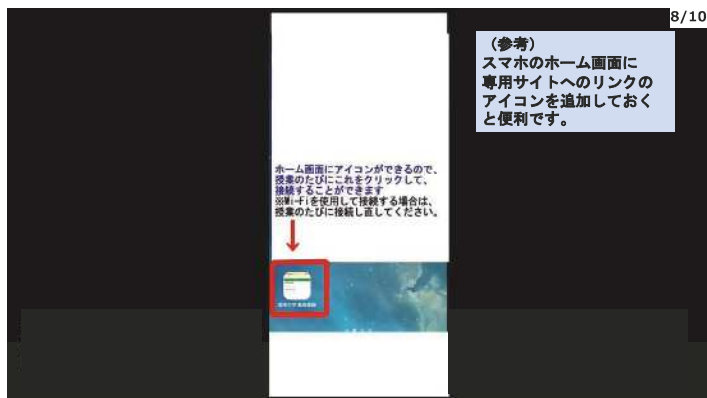 8/10
（参考）
スマホのホーム画面に
専用サイトへのリンクの
アイコンを追加しておく
と便利です。
ホーム画面にアイコンができるので、
授業のたびにこれをクリックして、
接続することができます
※Wi-Fiを使用して接続する場合は、
授業のたびに接続し直してください。